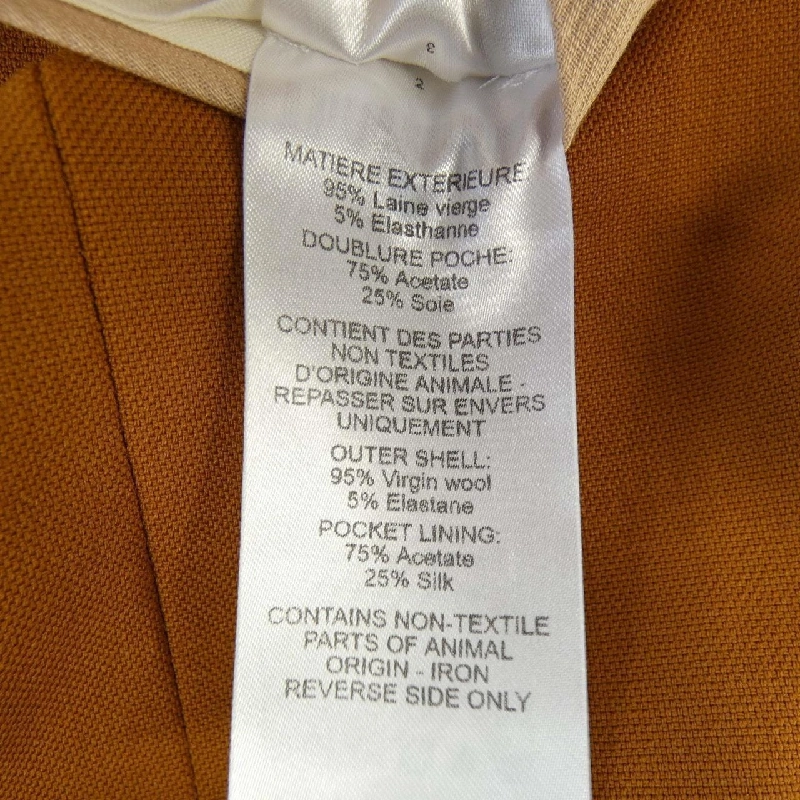 MATIERE EXTERIEURE:
95% Laine vierge
5% Elasthanne
DOUBLURE POCHE:
75% Acetate
25% Soie
CONTIENT DES PARTIES
NON TEXTILES
D'ORIGINE ANIMALE -
REPASSER SUR ENVERS
UNIQUEMENT
OUTER SHELL:
95% Virgin wool
5% Elastane
POCKET LINING:
75% Acetate
25% Silk
CONTAINS NON-TEXTILE
PARTS OF ANIMAL
ORIGIN - IRON
REVERSE SIDE ONLY